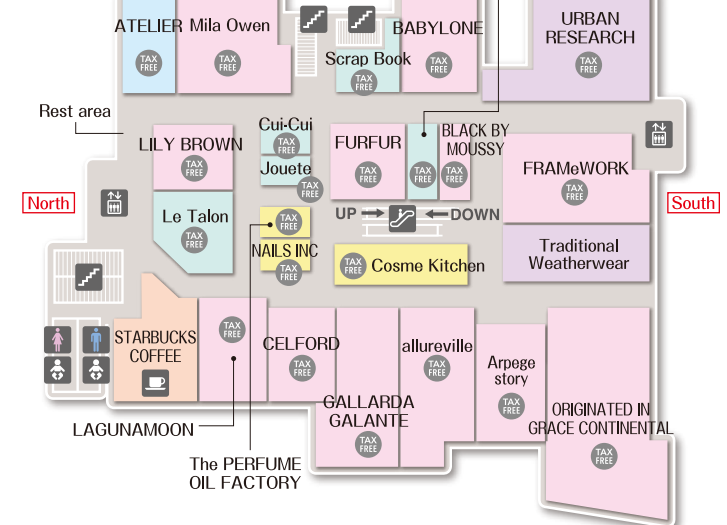 ATELIER
Mila Owen
TAX
FREE
TAX
FREE
BABYLONE
TAX
FREE
Scrap Book
TAX
FREE
URBAN
RESEARCH
TAX
FREE
Rest area
LILY BROWN
TAX
FREE
Cui-Cui
TAX
FREE
Jouete
TAX
FREE
FURFUR
TAX
FREE
TAX
FREE
BLACK BY
MOUSSY
TAX
FREE
FRAMeWORK
TAX
FREE
North
South
Le Talon
TAX
FREE
TAX
FREE
NAILS INC
TAX
FREE
UP
DOWN
TAX
FREE
Cosme Kitchen
Traditional
Weatherwear
STARBUCKS
COFFEE
TAX
FREE
CELFORD
TAX
FREE
allureville
TAX
FREE
Arpege
story
TAX
FREE
GALLARDA
GALANTE
TAX
FREE
ORIGINATED IN
GRACE CONTINENTAL
TAX
FREE
LAGUNAMOON
The PERFUME
OIL FACTORY